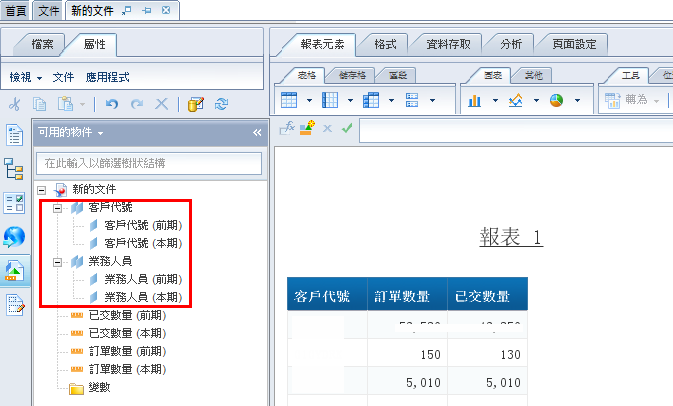 首頁 文件 新的文件
檔案 屬性
報表元素 格式 資料存取 分析 頁面設定
檢視 文件 應用程式
表格 儲存格 區段 圖表 其他 工具
轉為
可用的物件
在此輸入以篩選樹狀結構
新的文件
客戶代號
客戶代號 (前期)
客戶代號 (本期)
業務人員
業務人員 (前期)
業務人員 (本期)
已交數量 (前期)
已交數量 (本期)
訂單數量 (前期)
訂單數量 (本期)
變數
報表 1
客戶代號 訂單數量 已交數量
150 130
5,010 5,010